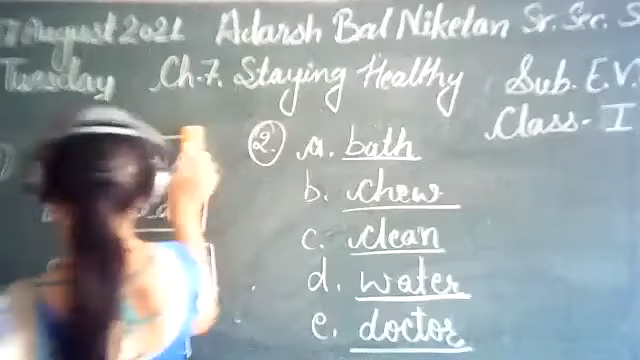 August 2021 Adarsh Bal Niketan Sr. Sec. S
Tuesday Ch-7. Staying Healthy Sub. E.V.
Class - I
2. a. bath
b. chew
c. clean
d. water
e. doctor